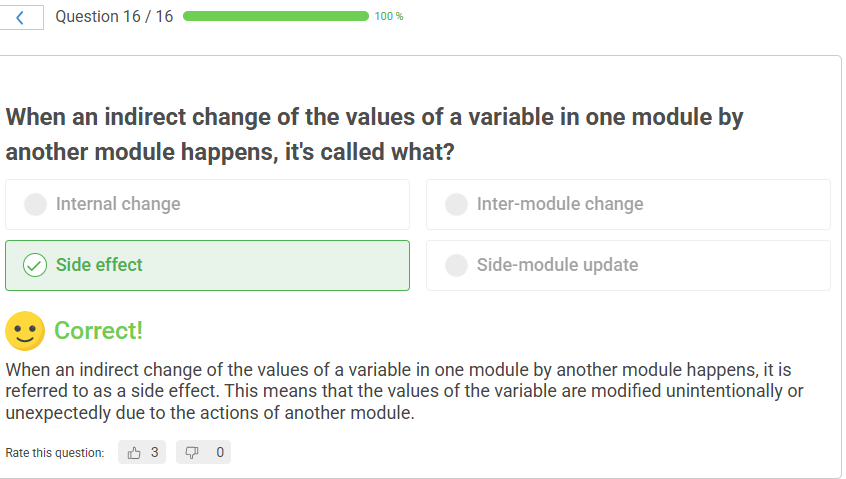 Question 16 / 16 100 %
When an indirect change of the values of a variable in one module by
another module happens, it's called what?
Internal change
Inter-module change
Side effect
Side-module update
Correct!
When an indirect change of the values of a variable in one module by another module happens, it is
referred to as a side effect. This means that the values of the variable are modified unintentionally or
unexpectedly due to the actions of another module.
Rate this question: 3 0